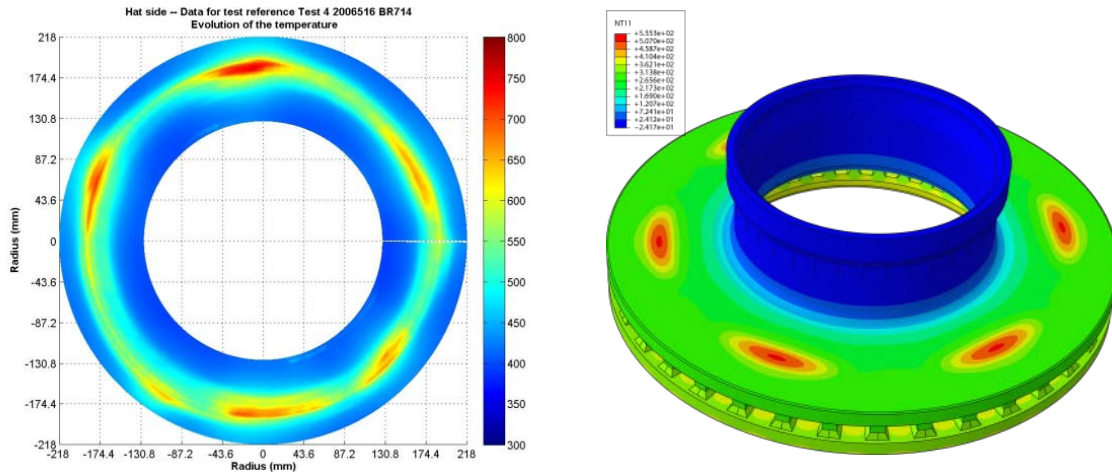 Hat side -- Data for test reference Test 4 2006516 BR714
Evolution of the temperature
218
174.4
130.8
87.2
43.6
0
-43.6
-87.2
-130.8
-174.4
-218
Radius (mm)
-218 -174.4 -130.8 -87.2 -43.6 0 43.6 87.2 130.8 174.4 218
Radius (mm)
800
750
700
650
600
550
500
450
400
350
300
NT11
+5.553e+02
+5.070e+02
+4.587e+02
+4.104e+02
+3.621e+02
+3.138e+02
+2.656e+02
+2.173e+02
+1.690e+02
+1.207e+02
+7.241e+01
+2.412e+01
-2.417e+01